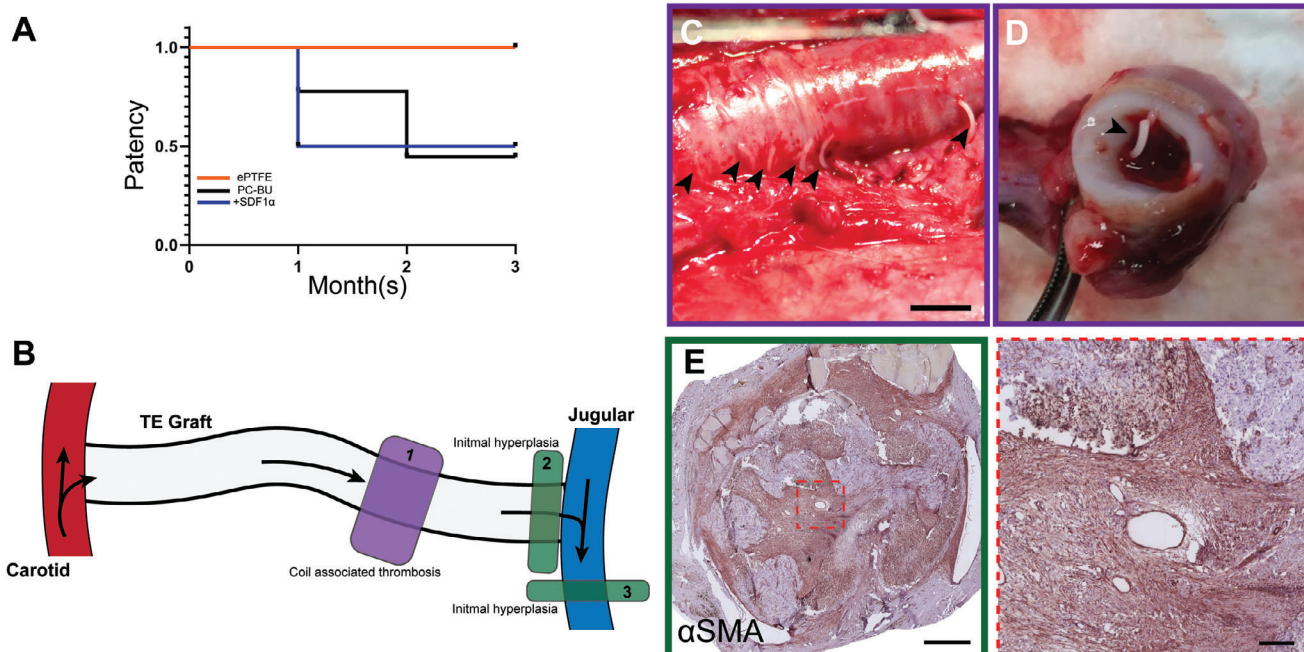 A
1.0
0.5
0.0
Patency
ePTFE
PC-BU
+SDF1α
0
1
2
3
Month(s)
B
TE Graft
Jugular
Initmal hyperplasia
1
2
Carotid
Coil associated thrombosis
Initmal hyperplasia
3
C
D
E
αSMA